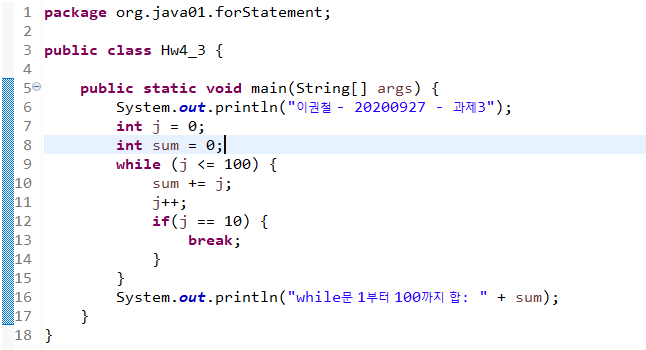 1 package org.java01.forStatement;
2
3 public class Hw4_3 {
4
5 public static void main(String[] args) {
6 System.out.println("이권철 - 20200927 - 과제3");
7 int j = 0;
8 int sum = 0;
9 while (j <= 100) {
10 sum += j;
11 j++;
12 if(j == 10) {
13 break;
14 }
15 }
16 System.out.println("while문 1부터 100까지 합: " + sum);
17 }
18 }